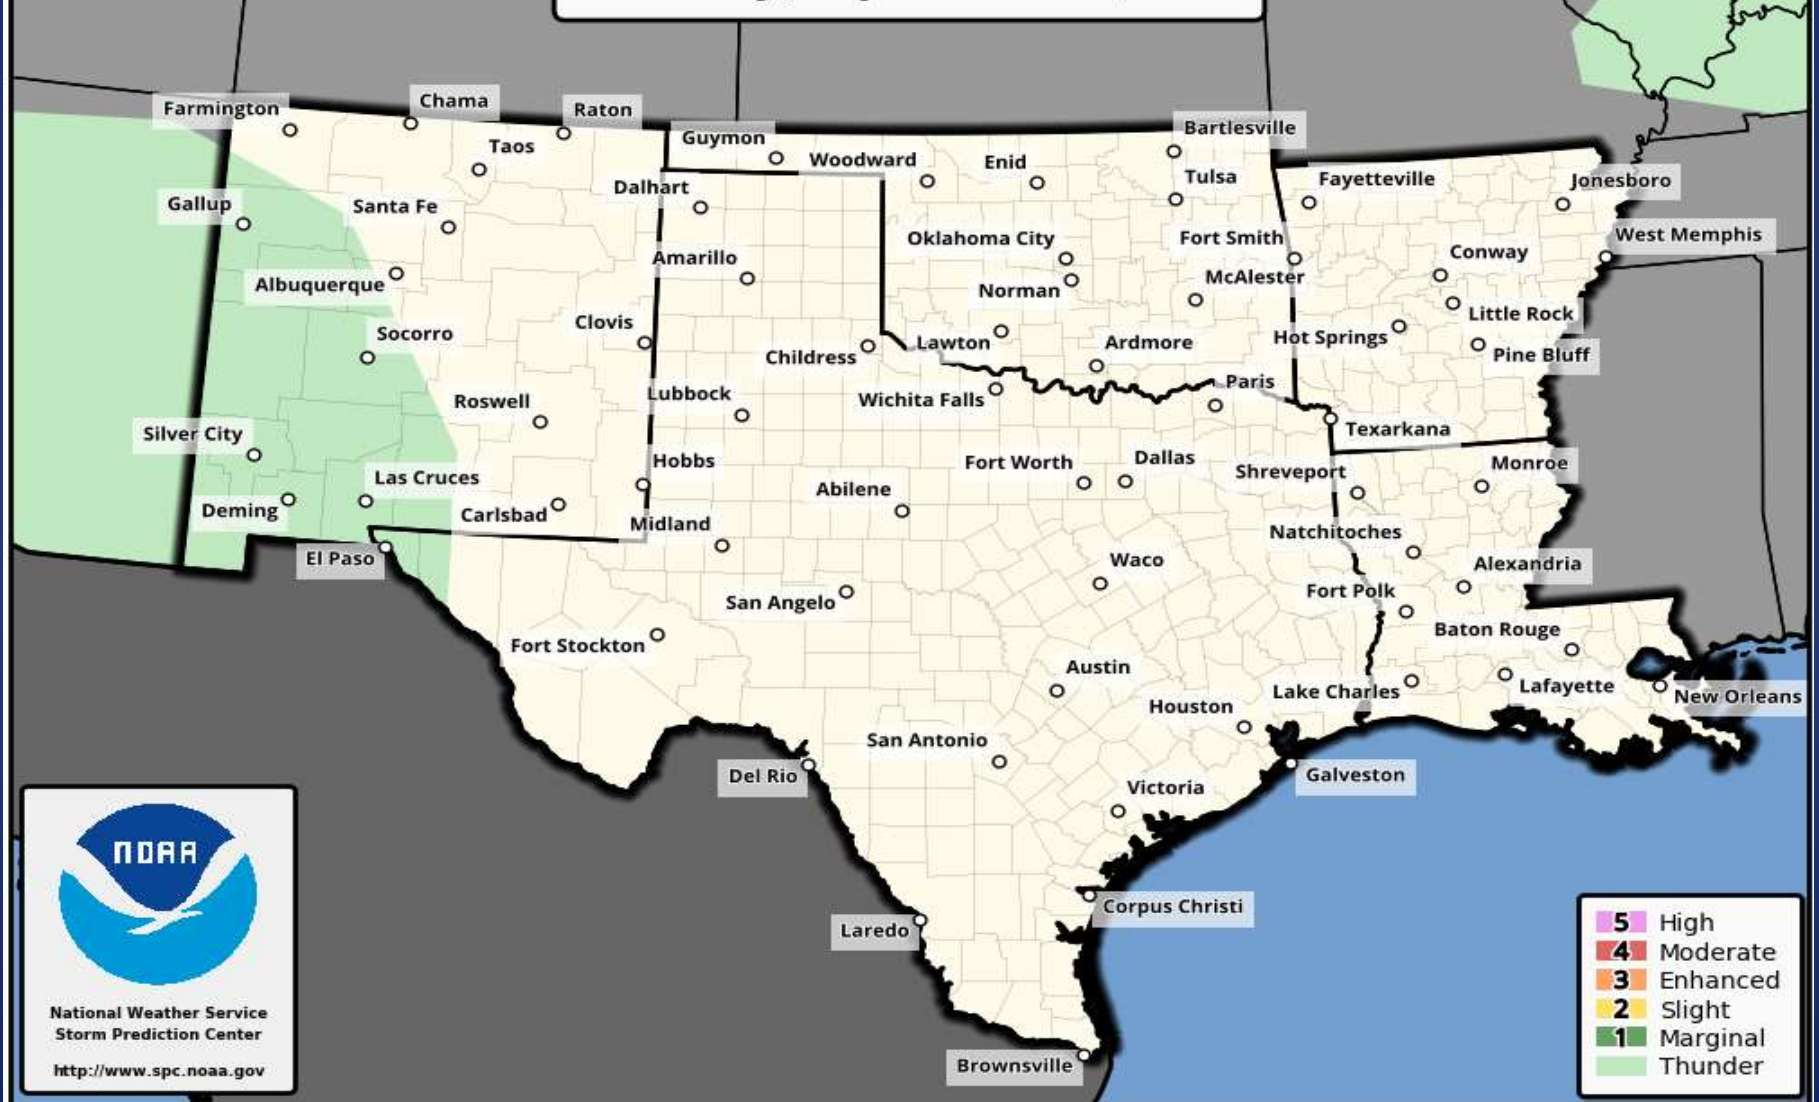 Farmington
Chama
Raton
Taos
Guymon
Woodward
Enid
Bartlesville
Tulsa
Fayetteville
Jonesboro
Gallup
Santa Fe
Dalhart
Oklahoma City
Fort Smith
Conway
West Memphis
Albuquerque
Amarillo
Norman
McAlester
Little Rock
Socorro
Clovis
Childress
Lawton
Ardmore
Hot Springs
Pine Bluff
Roswell
Lubbock
Wichita Falls
Paris
Texarkana
Silver City
Las Cruces
Hobbs
Fort Worth
Dallas
Shreveport
Monroe
Deming
Carlsbad
Midland
Abilene
Natchitoches
El Paso
Waco
Alexandria
San Angelo
Fort Polk
Fort Stockton
Baton Rouge
Austin
Lake Charles
Lafayette
New Orleans
Houston
San Antonio
Del Rio
Galveston
Victoria
Laredo
Corpus Christi
Brownsville
NOAA
National Weather Service
Storm Prediction Center
http://www.spc.noaa.gov
5 High
4 Moderate
3 Enhanced
2 Slight
1 Marginal
Thunder